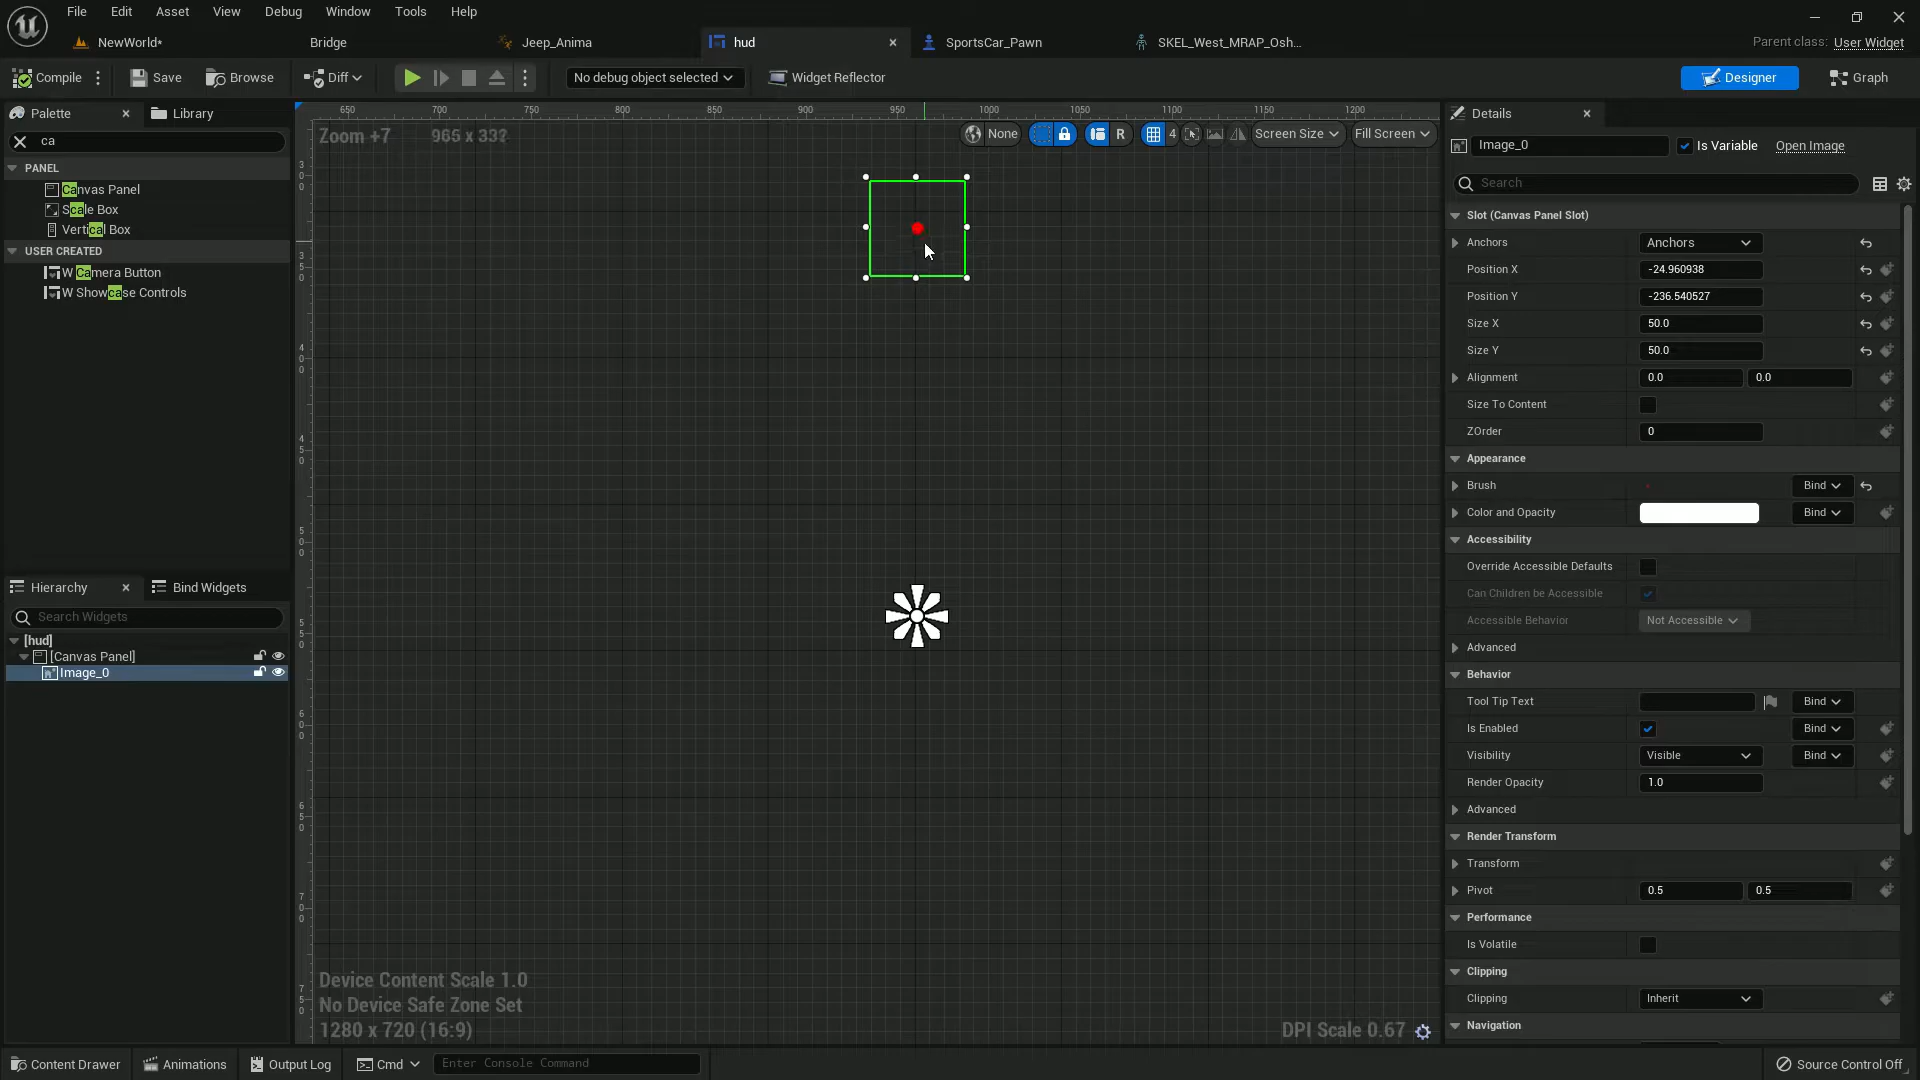 File Edit Asset View Debug Window Tools Help
NewWorld* Bridge Jeep_Anima hud SportsCar_Pawn SKEL_West_MRAP_Osh... Parent class: User Widget
Compile Save Browse Diff No debug object selected Widget Reflector Designer Graph
Palette Library
ca
PANEL
Canvas Panel
Scale Box
Vertical Box
USER CREATED
W Camera Button
W Showcase Controls
Hierarchy Bind Widgets
Search Widgets
[hud]
[Canvas Panel]
Image_0
650 700 750 800 850 900 950 1000 1050 1100 1150 1200
Zoom +7 965 x 332
None R 4 Screen Size Fill Screen
300
350
400
450
500
550
600
650
700
750
Device Content Scale 1.0
No Device Safe Zone Set
1280 x 720 (16:9)
DPI Scale 0.67
Details
Image_0 Is Variable Open Image
Search
Slot (Canvas Panel Slot)
Anchors Anchors
Position X -24.960938
Position Y -236.540527
Size X 50.0
Size Y 50.0
Alignment 0.0 0.0
Size To Content
ZOrder 0
Appearance
Brush Bind
Color and Opacity Bind
Accessibility
Override Accessible Defaults
Can Children be Accessible
Accessible Behavior Not Accessible
Advanced
Behavior
Tool Tip Text Bind
Is Enabled Bind
Visibility Visible Bind
Render Opacity 1.0
Advanced
Render Transform
Transform
Pivot 0.5 0.5
Performance
Is Volatile
Clipping
Clipping Inherit
Navigation
Content Drawer Animations Output Log Cmd Enter Console Command Source Control Off